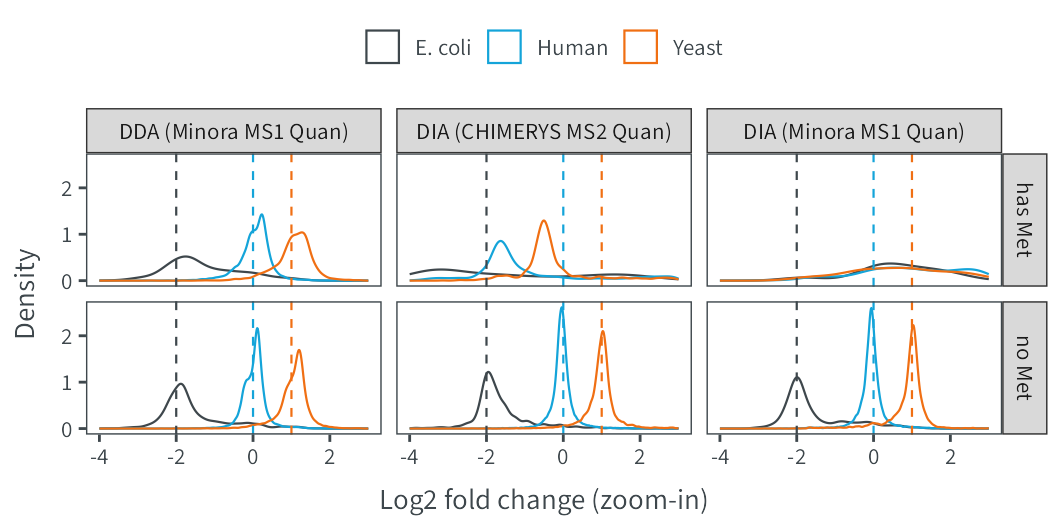 E. coli Human Yeast
DDA (Minora MS1 Quan) DIA (CHIMERYS MS2 Quan) DIA (Minora MS1 Quan)
Density
2
1
0
has Met
2
1
0
no Met
-4 -2 0 2 -4 -2 0 2 -4 -2 0 2
Log2 fold change (zoom-in)